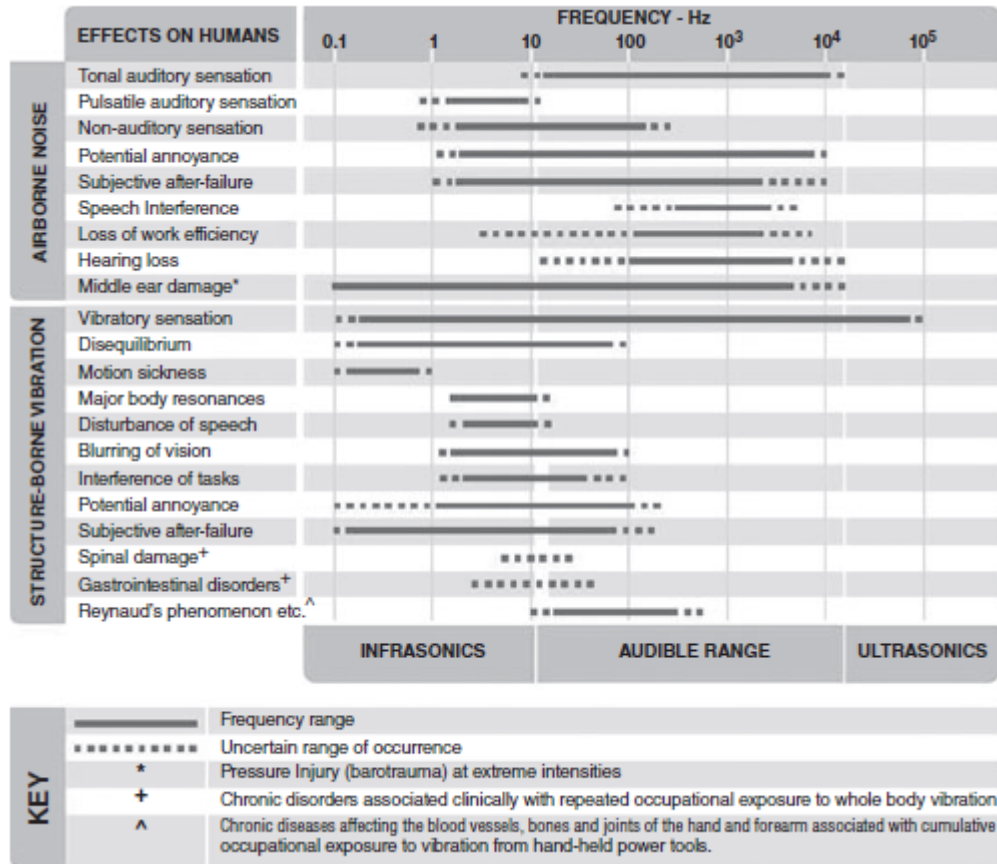 FREQUENCY - Hz
EFFECTS ON HUMANS 0.1 1 10 100 10³ 10⁴ 10⁵
AIRBORNE NOISE
Tonal auditory sensation
Pulsatile auditory sensation
Non-auditory sensation
Potential annoyance
Subjective after-failure
Speech Interference
Loss of work efficiency
Hearing loss
Middle ear damage*
STRUCTURE-BORNE VIBRATION
Vibratory sensation
Disequilibrium
Motion sickness
Major body resonances
Disturbance of speech
Blurring of vision
Interference of tasks
Potential annoyance
Subjective after-failure
Spinal damage+
Gastrointestinal disorders+
Reynaud's phenomenon etc.^
INFRASONICS AUDIBLE RANGE ULTRASONICS
KEY
Frequency range
Uncertain range of occurrence
* Pressure Injury (barotrauma) at extreme intensities
+ Chronic disorders associated clinically with repeated occupational exposure to whole body vibration
^ Chronic diseases affecting the blood vessels, bones and joints of the hand and forearm associated with cumulative
occupational exposure to vibration from hand-held power tools.